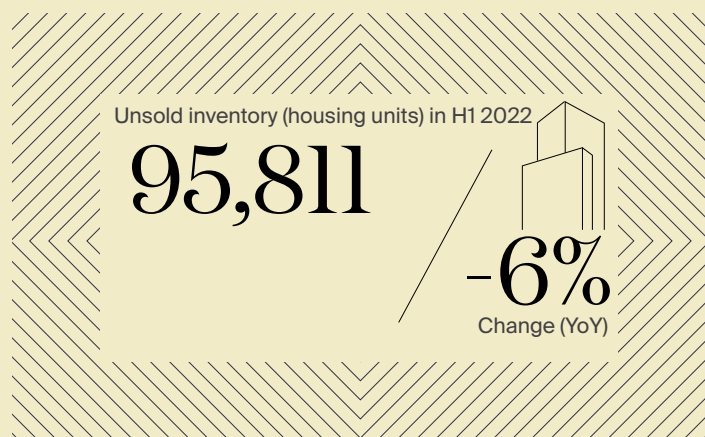 Unsold inventory (housing units) in H1 2022
95,811
-6%
Change (YoY)